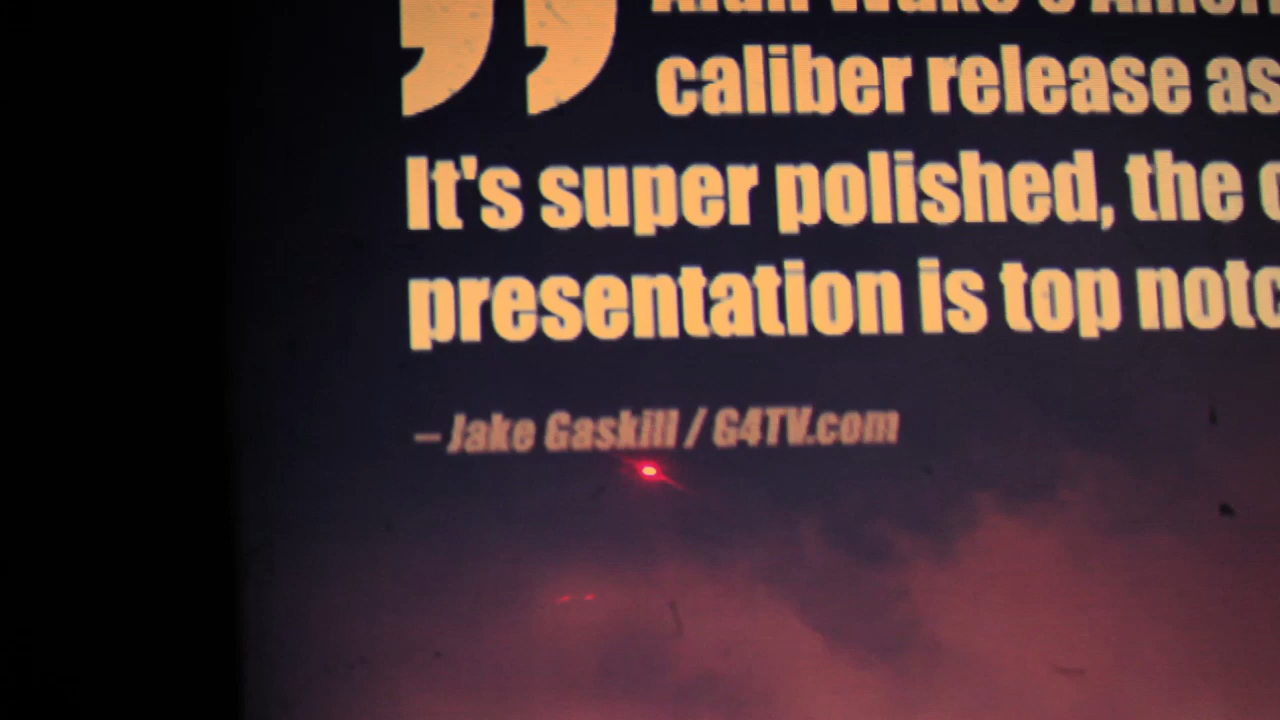 ”
caliber release as
It's super polished, the
presentation is top notc
– Jake Gaskill / G4TV.com